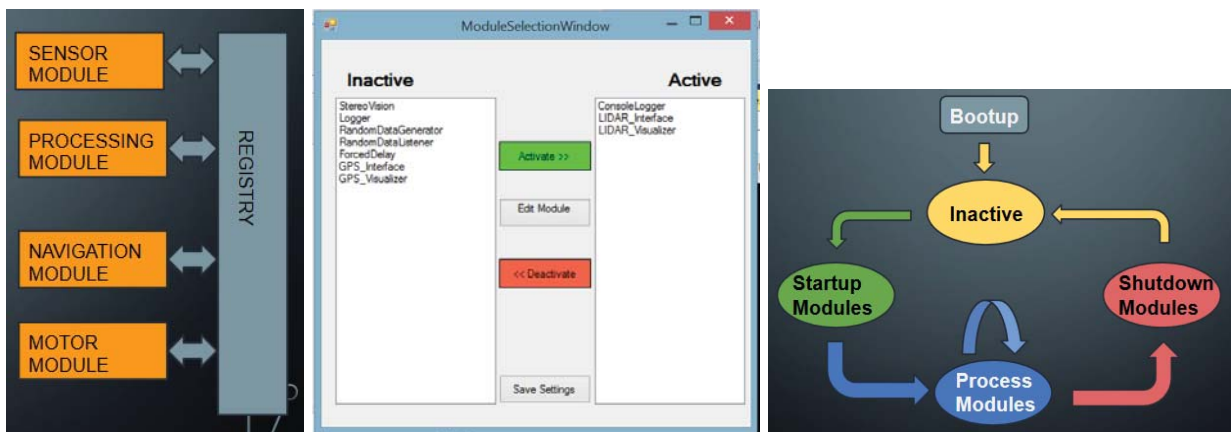 SENSOR
MODULE
PROCESSING
MODULE
NAVIGATION
MODULE
MOTOR
MODULE
REGISTRY
ModuleSelectionWindow
Inactive
Active
StereoVision
Logger
RandomDataGenerator
RandomDataListener
ForcedDelay
GPS_Interface
GPS_Visualizer
Activate >>
Edit Module
<< Deactivate
Save Settings
ConsoleLogger
LIDAR_Interface
LIDAR_Visualizer
Bootup
Inactive
Startup
Modules
Shutdown
Modules
Process
Modules